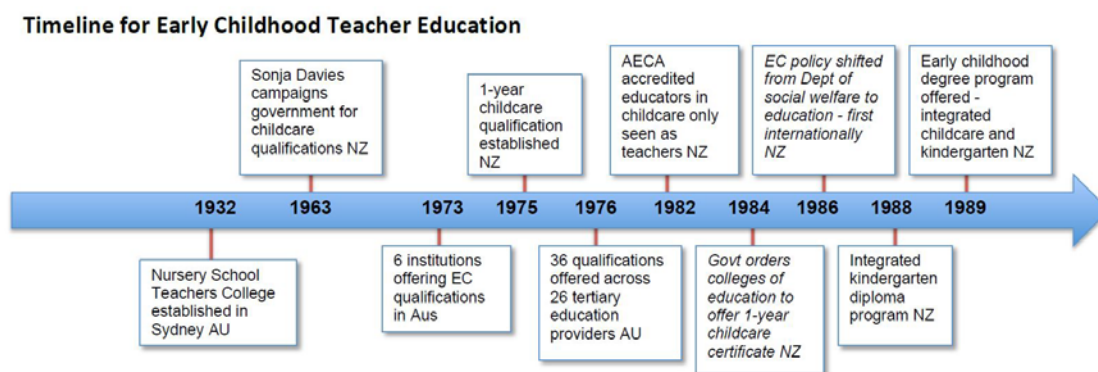 Timeline for Early Childhood Teacher Education
Sonja Davies
campaigns
government for
childcare
qualifications NZ
1-year
childcare
qualification
established
NZ
AECA
accredited
educators in
childcare only
seen as
teachers NZ
EC policy shifted
from Dept of
social welfare to
education - first
internationally
NZ
Early childhood
degree program
offered -
integrated
childcare and
kindergarten NZ
1932 1963 1973 1975 1976 1982 1984 1986 1988 1989
Nursery School
Teachers College
established in
Sydney AU
6 institutions
offering EC
qualifications
in Aus
36 qualifications
offered across
26 tertiary
education
providers AU
Govt orders
colleges of
education to
offer 1-year
childcare
certificate NZ
Integrated
kindergarten
diploma
program NZ